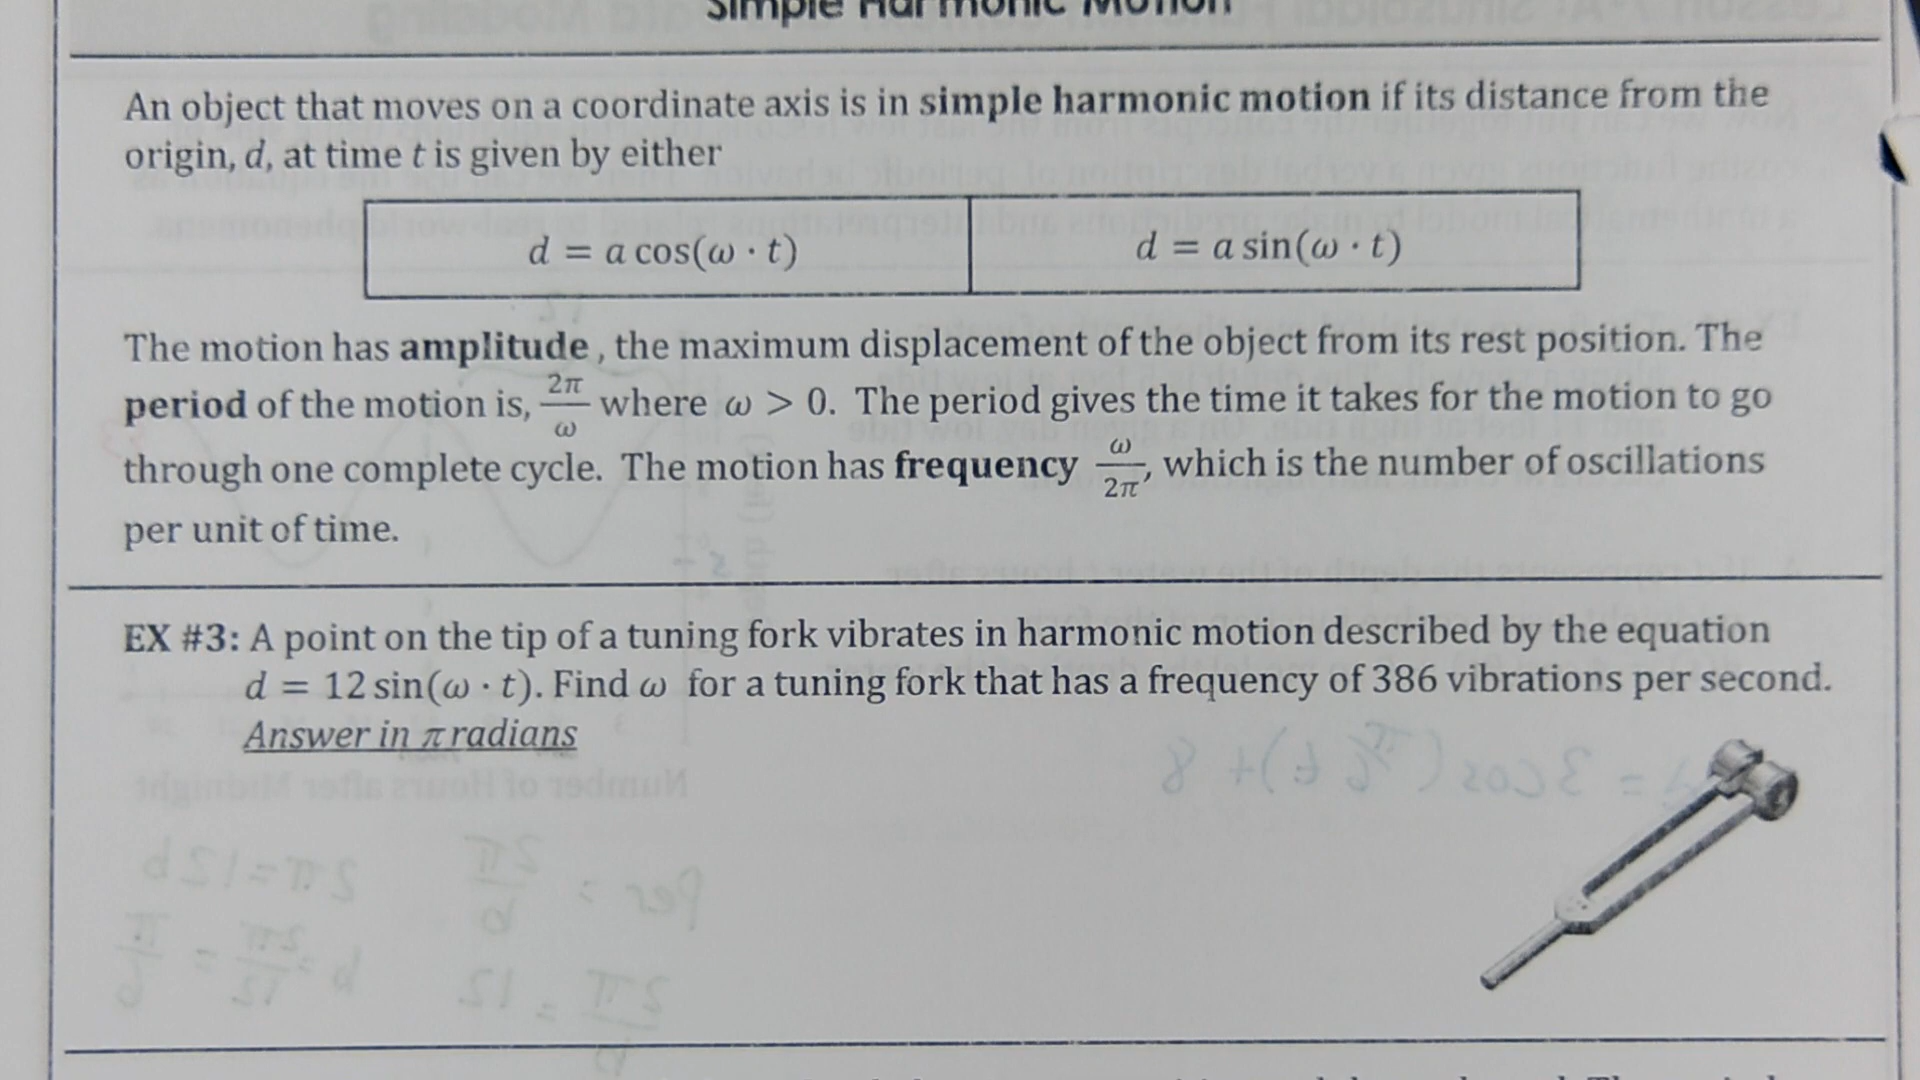 Simple Harmonic Motion
An object that moves on a coordinate axis is in simple harmonic motion if its distance from the
origin, d, at time t is given by either
d = a cos(ω · t)
d = a sin(ω · t)
The motion has amplitude, the maximum displacement of the object from its rest position. The
period of the motion is, 2π/ω where ω > 0. The period gives the time it takes for the motion to go
through one complete cycle. The motion has frequency ω/2π, which is the number of oscillations
per unit of time.
EX #3: A point on the tip of a tuning fork vibrates in harmonic motion described by the equation
d = 12 sin(ω · t). Find ω for a tuning fork that has a frequency of 386 vibrations per second.
Answer in π radians